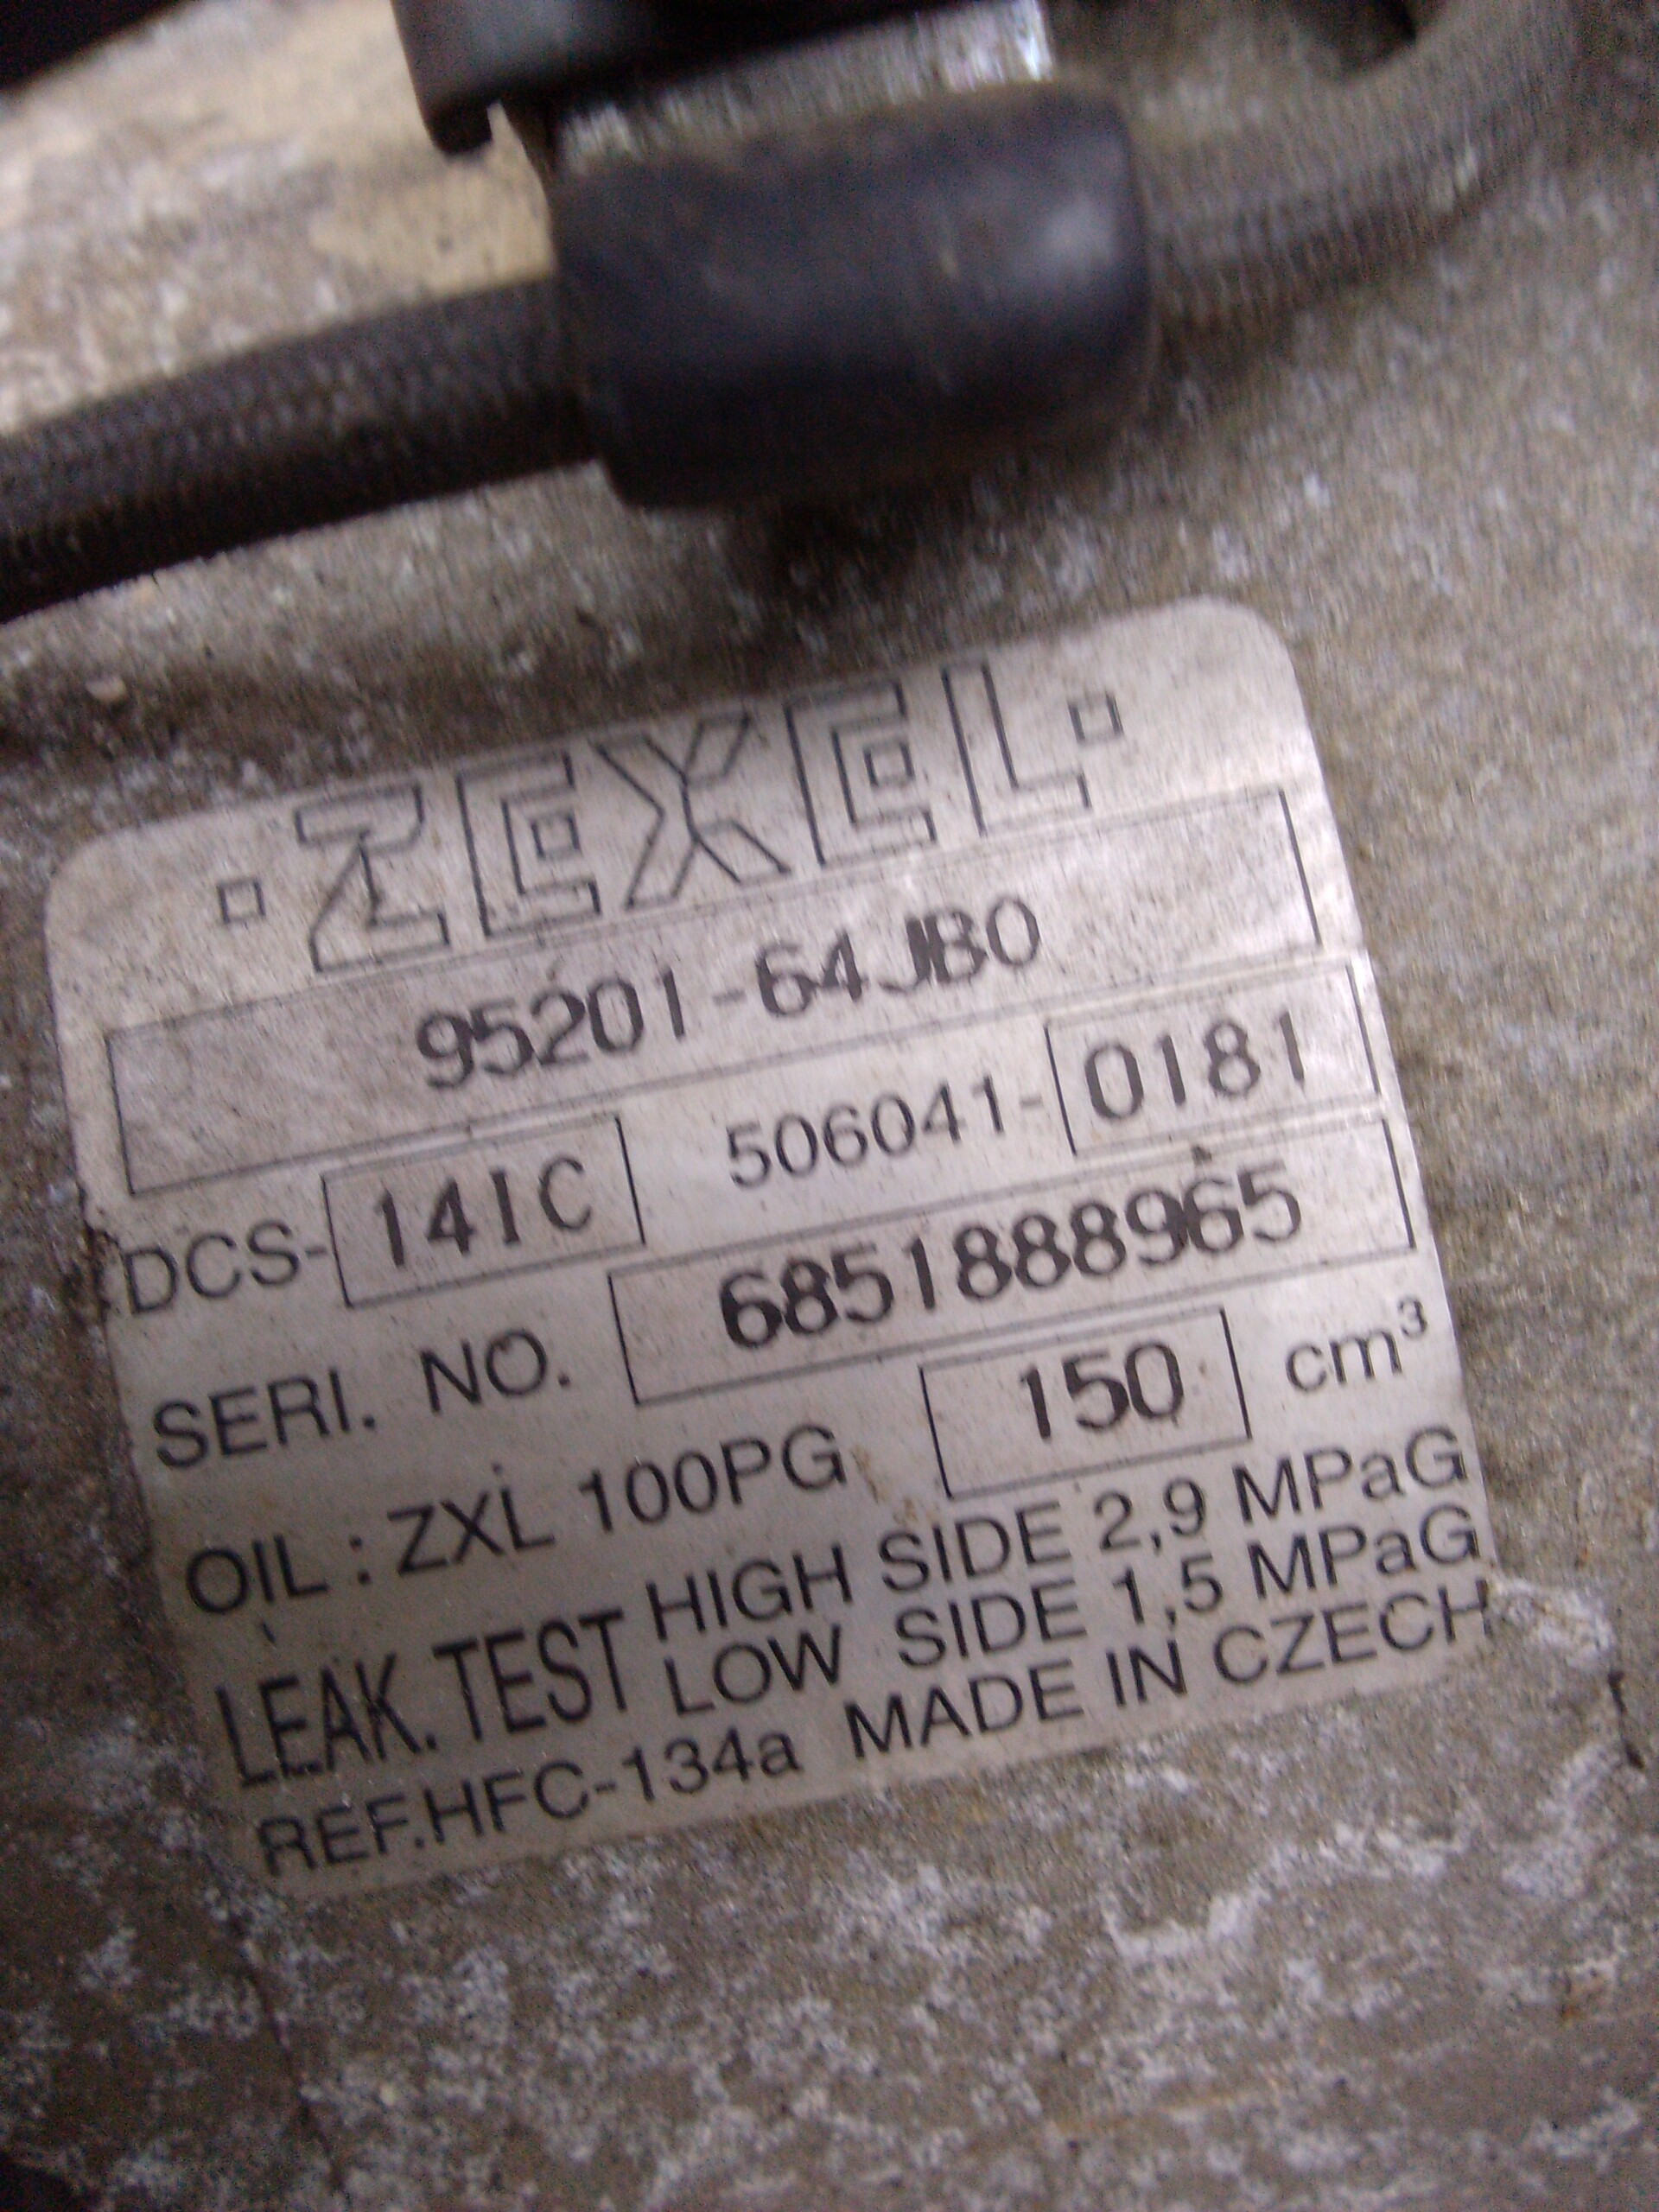 ZEXEL
95201-64JB0
DCS-14IC 506041-0181
SERI. NO. 6851888965
OIL : ZXL 100PG 150 cm³
LEAK. TEST HIGH SIDE 2,9 MPaG
LOW SIDE 1,5 MPaG
REF.HFC-134a MADE IN CZECH